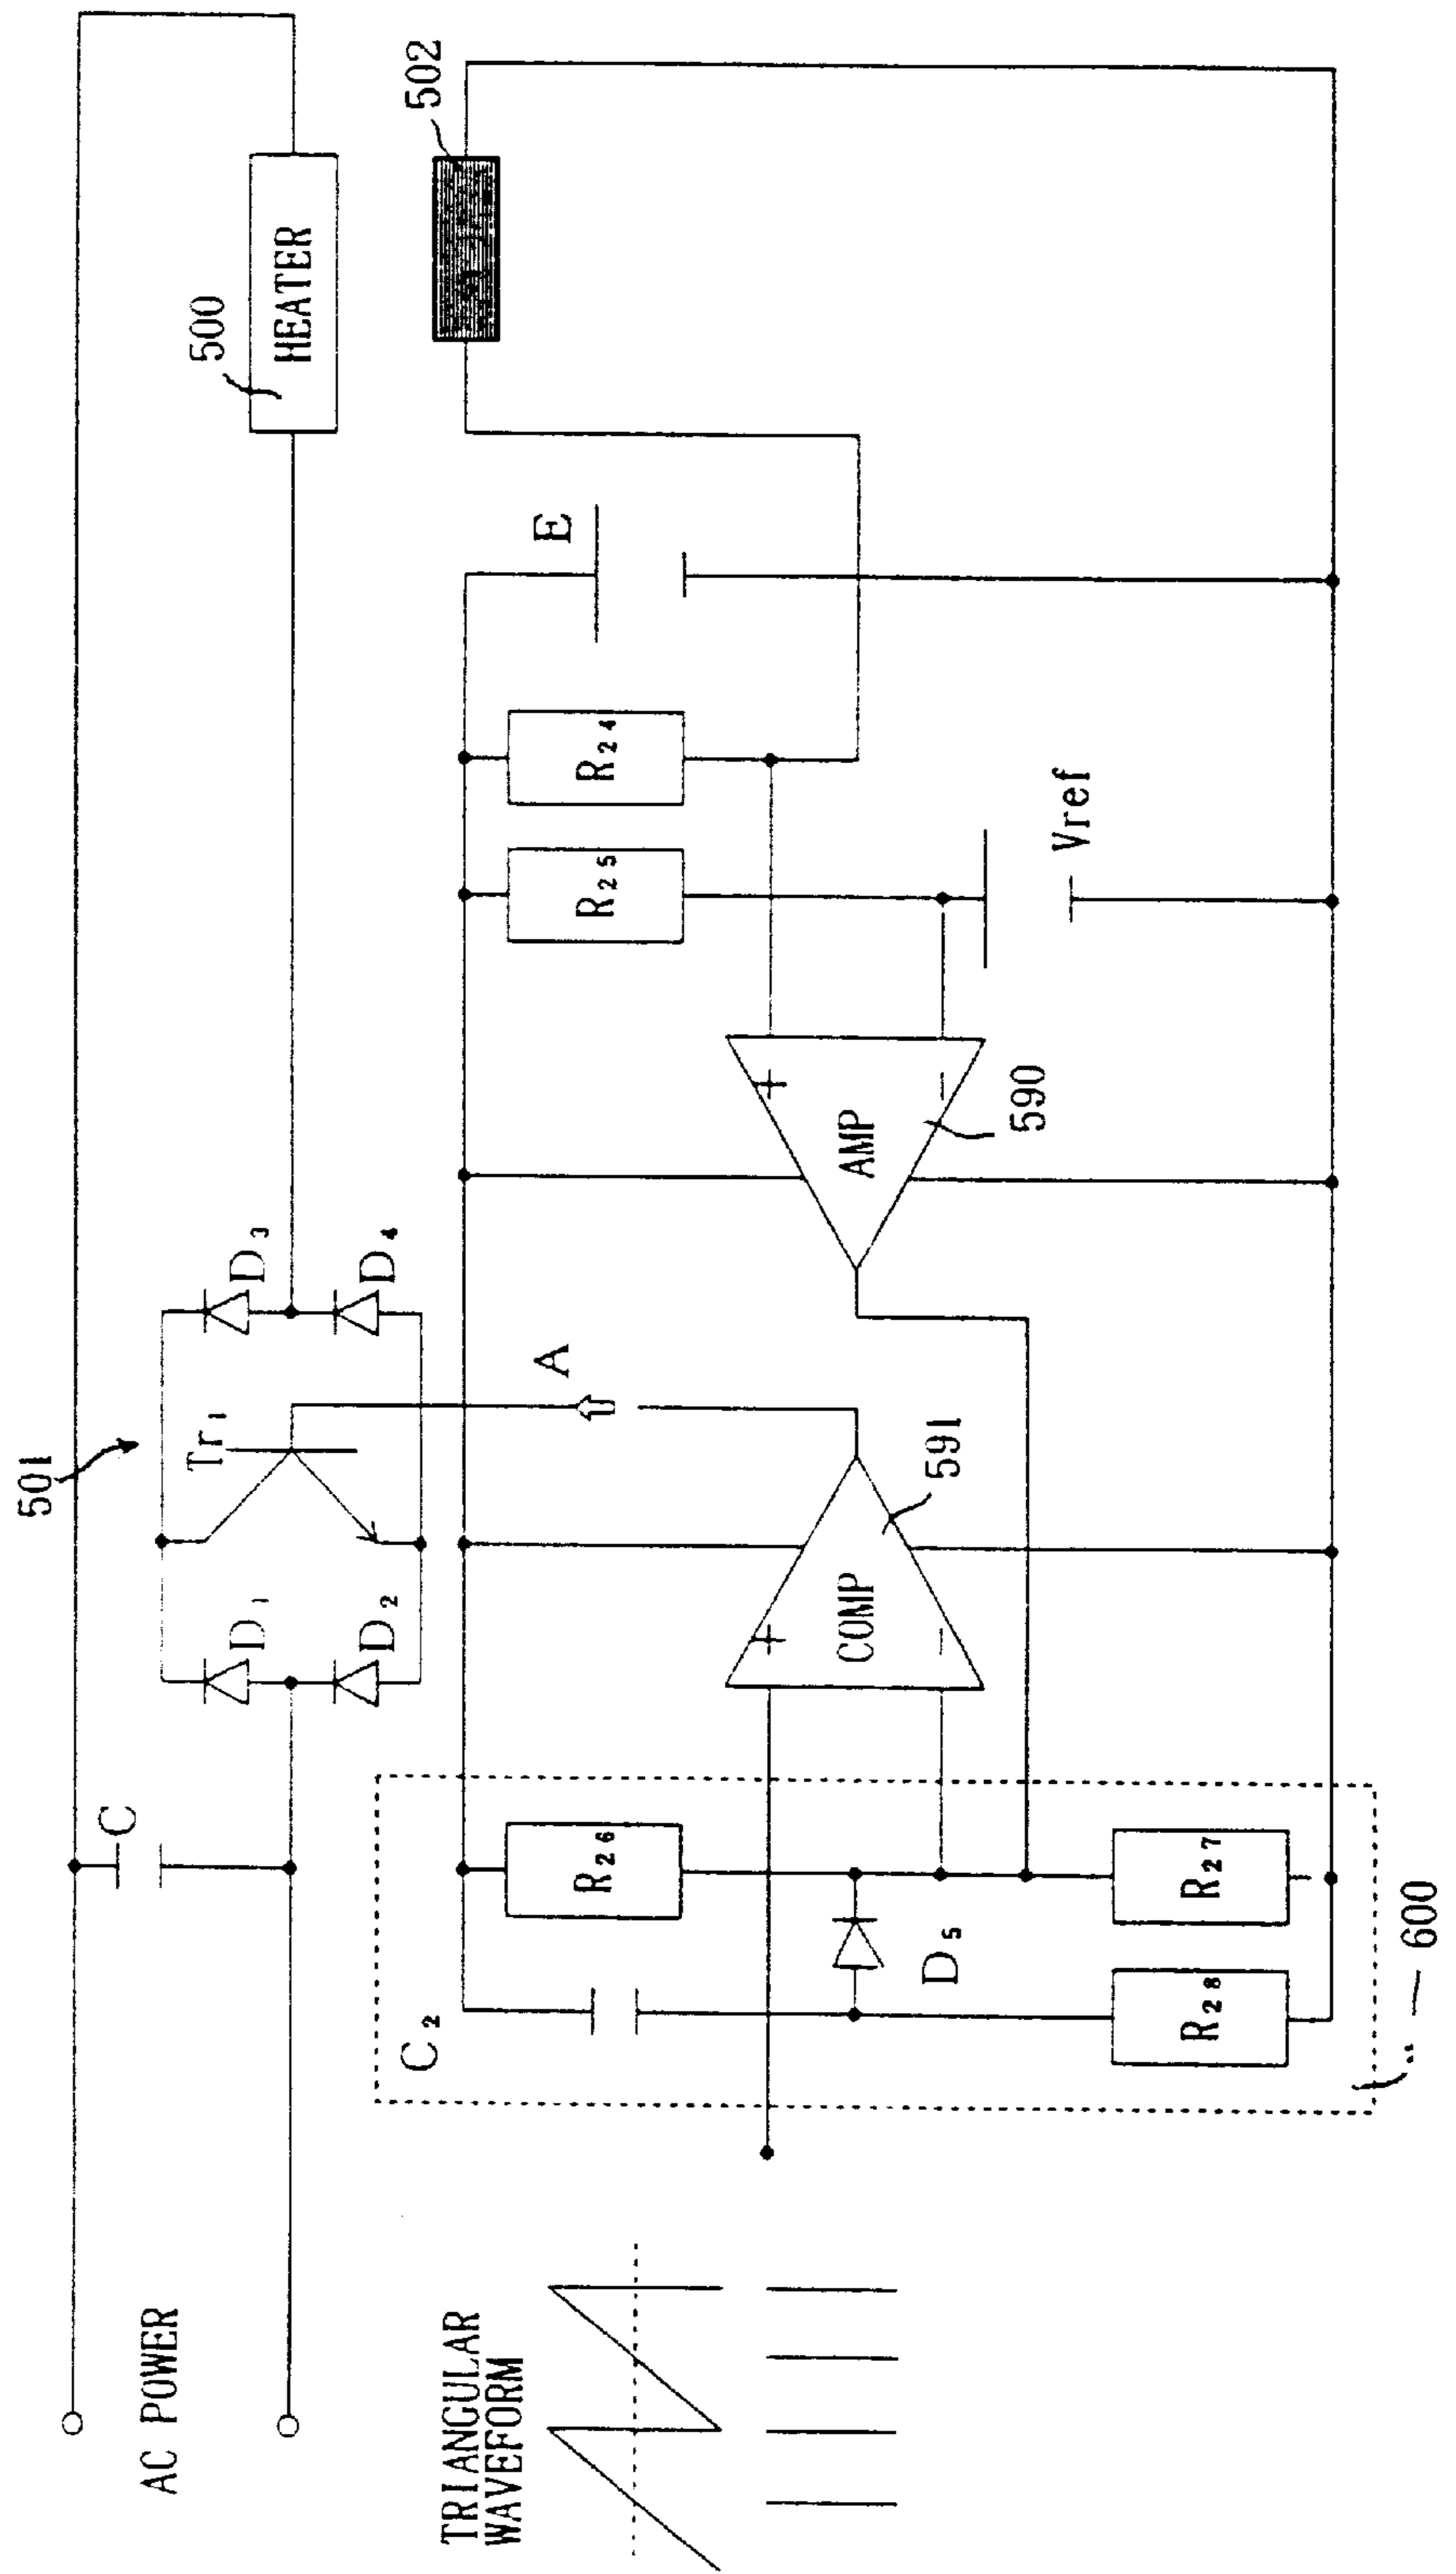 501
AC POWER
C
Tr₁
D₁
D₂
D₃
D₄
500
HEATER
502
A
E
TRIANGULAR
WAVEFORM
C₂
R₂₆
D₅
R₂₈
R₂₇
COMP
+
−
591
AMP
+
−
590
R₂₅
R₂₄
Vref
600